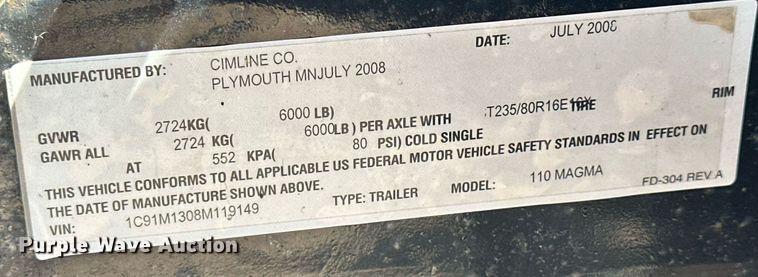 MANUFACTURED BY: CIMLINE CO. DATE: JULY 2008
PLYMOUTH MNJULY 2008
GVWR 2724KG( 6000 LB)
GAWR ALL 2724 KG( 6000LB ) PER AXLE WITH T235/80R16E TIRE RIM
AT 552 KPA( 80 PSI) COLD SINGLE
THIS VEHICLE CONFORMS TO ALL APPLICABLE US FEDERAL MOTOR VEHICLE SAFETY STANDARDS IN EFFECT ON
THE DATE OF MANUFACTURE SHOWN ABOVE.
VIN: 1C91M1308M119149 TYPE: TRAILER MODEL: 110 MAGMA FD-304 REV A
Purple Wave Auction